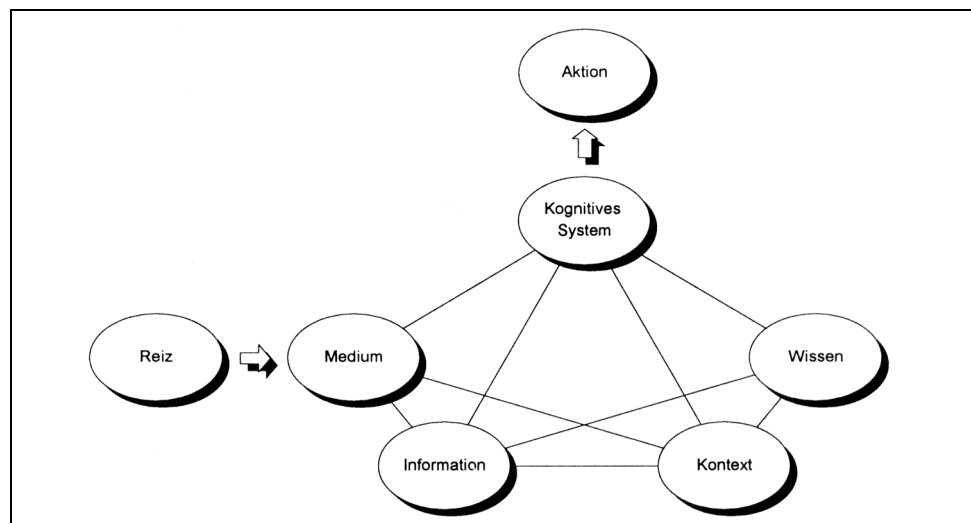 Aktion
Kognitives
System
Reiz
Medium
Wissen
Information
Kontext